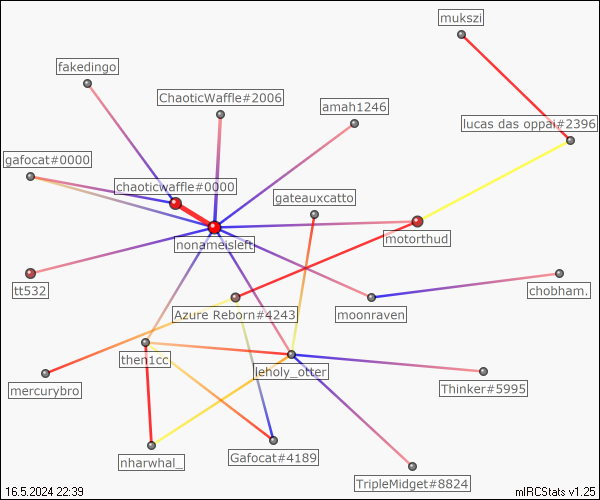 mukszi
fakedingo
ChaoticWaffle#2006
amah1246
lucas das oppai#2396
gafocat#0000
chaoticwaffle#0000
gateauxcatto
nonameisleft
motorthud
tt532
chobham.
Azure Reborn#4243
moonraven
then1cc
leholy_otter
mercurybro
Thinker#5995
nharwhal_
Gafocat#4189
TripleMidget#8824
16.5.2024 22:39
mIRCStats v1.25